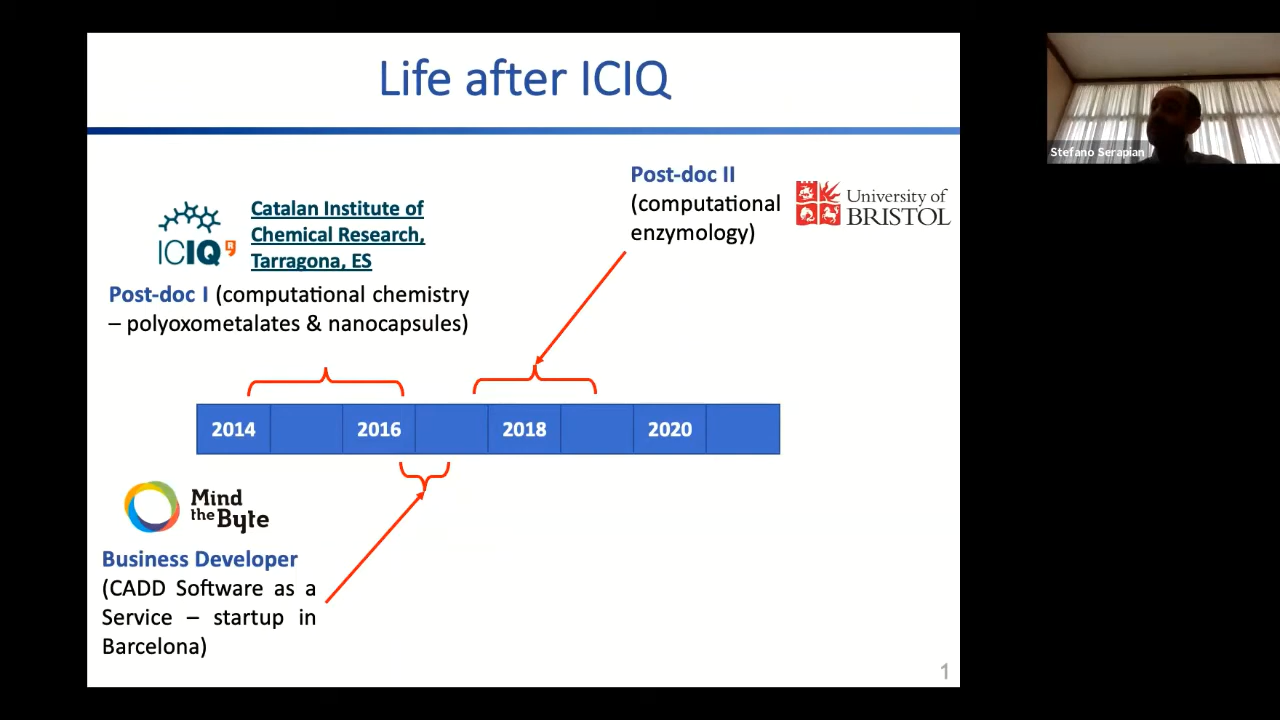 Life after ICIQ
Stefano Serapian
Post-doc II
(computational
enzymology)
University of
BRISTOL
ICIQ
Catalan Institute of
Chemical Research,
Tarragona, ES
Post-doc I (computational chemistry
– polyoxometalates & nanocapsules)
2014 2016 2018 2020
Mind
the Byte
Business Developer
(CADD Software as a
Service – startup in
Barcelona)
1